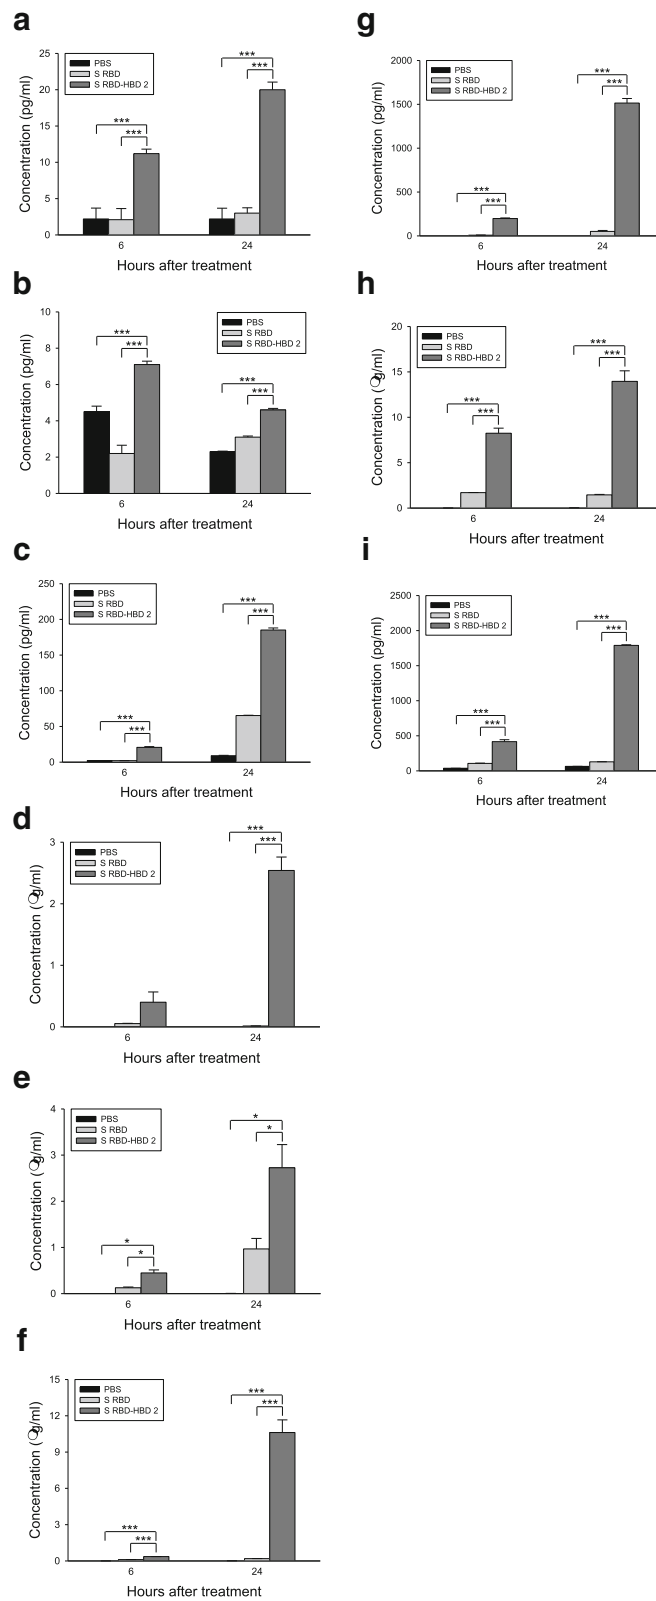 a
25
20
15
10
5
0
Concentration (pg/ml)
PBS
S RBD
S RBD-HBD 2
***
***
***
***
6
24
Hours after treatment
b
10
8
6
4
2
0
Concentration (pg/ml)
PBS
S RBD
S RBD-HBD 2
***
***
***
***
6
24
Hours after treatment
c
250
200
150
100
50
0
Concentration (pg/ml)
PBS
S RBD
S RBD-HBD 2
***
***
***
***
6
24
Hours after treatment
d
3
2
1
0
Concentration ( g/ml)
PBS
S RBD
S RBD-HBD 2
***
***
6
24
Hours after treatment
e
4
3
2
1
0
Concentration ( g/ml)
PBS
S RBD
S RBD-HBD 2
*
*
*
*
6
24
Hours after treatment
f
15
12
9
6
3
0
Concentration ( g/ml)
PBS
S RBD
S RBD-HBD 2
***
***
***
***
6
24
Hours after treatment
g
2000
1500
1000
500
0
Concentration (pg/ml)
PBS
S RBD
S RBD-HBD 2
***
***
***
***
6
24
Hours after treatment
h
20
15
10
5
0
Concentration ( g/ml)
PBS
S RBD
S RBD-HBD 2
***
***
***
***
6
24
Hours after treatment
i
2500
2000
1500
1000
500
0
Concentration (pg/ml)
PBS
S RBD
S RBD-HBD 2
***
***
***
***
6
24
Hours after treatment